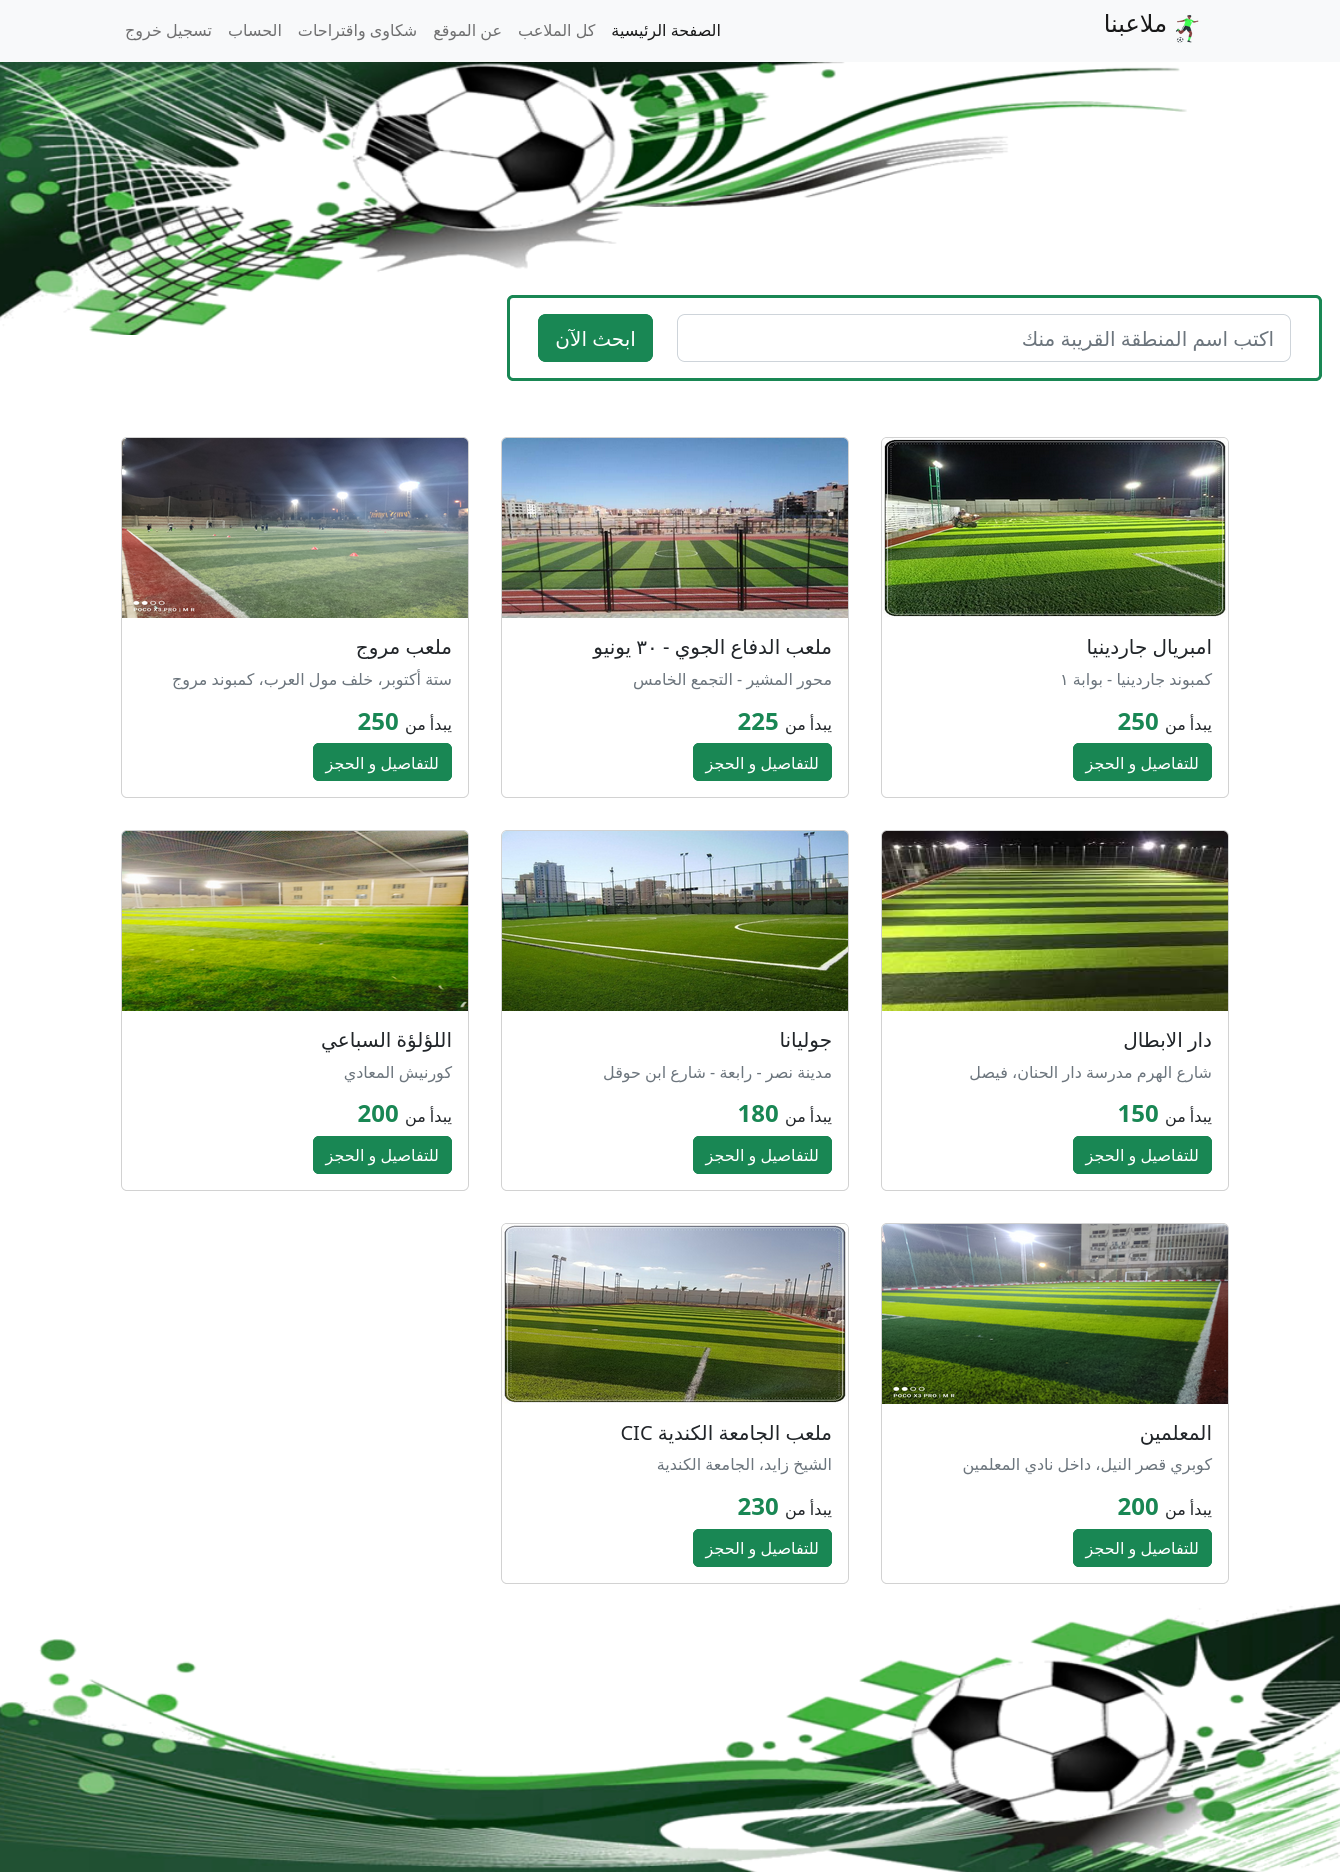 ملاعبنا
الصفحة الرئيسية
كل الملاعب
عن الموقع
شكاوى واقتراحات
الحساب
تسجيل خروج
اكتب اسم المنطقة القريبة منك
ابحث الآن
امبريال جاردينيا
كمبوند جاردينيا - بوابة ١
يبدأ من 250
للتفاصيل و الحجز
ملعب الدفاع الجوي - ٣٠ يونيو
محور المشير - التجمع الخامس
يبدأ من 225
للتفاصيل و الحجز
POCO X3 PRO | M R
ملعب مروج
ستة أكتوبر، خلف مول العرب، كمبوند مروج
يبدأ من 250
للتفاصيل و الحجز
دار الابطال
شارع الهرم مدرسة دار الحنان، فيصل
يبدأ من 150
للتفاصيل و الحجز
جوليانا
مدينة نصر - رابعة - شارع ابن حوقل
يبدأ من 180
للتفاصيل و الحجز
اللؤلؤة السباعي
كورنيش المعادي
يبدأ من 200
للتفاصيل و الحجز
POCO X3 PRO | M R
المعلمين
كوبري قصر النيل، داخل نادي المعلمين
يبدأ من 200
للتفاصيل و الحجز
ملعب الجامعة الكندية CIC
الشيخ زايد، الجامعة الكندية
يبدأ من 230
للتفاصيل و الحجز